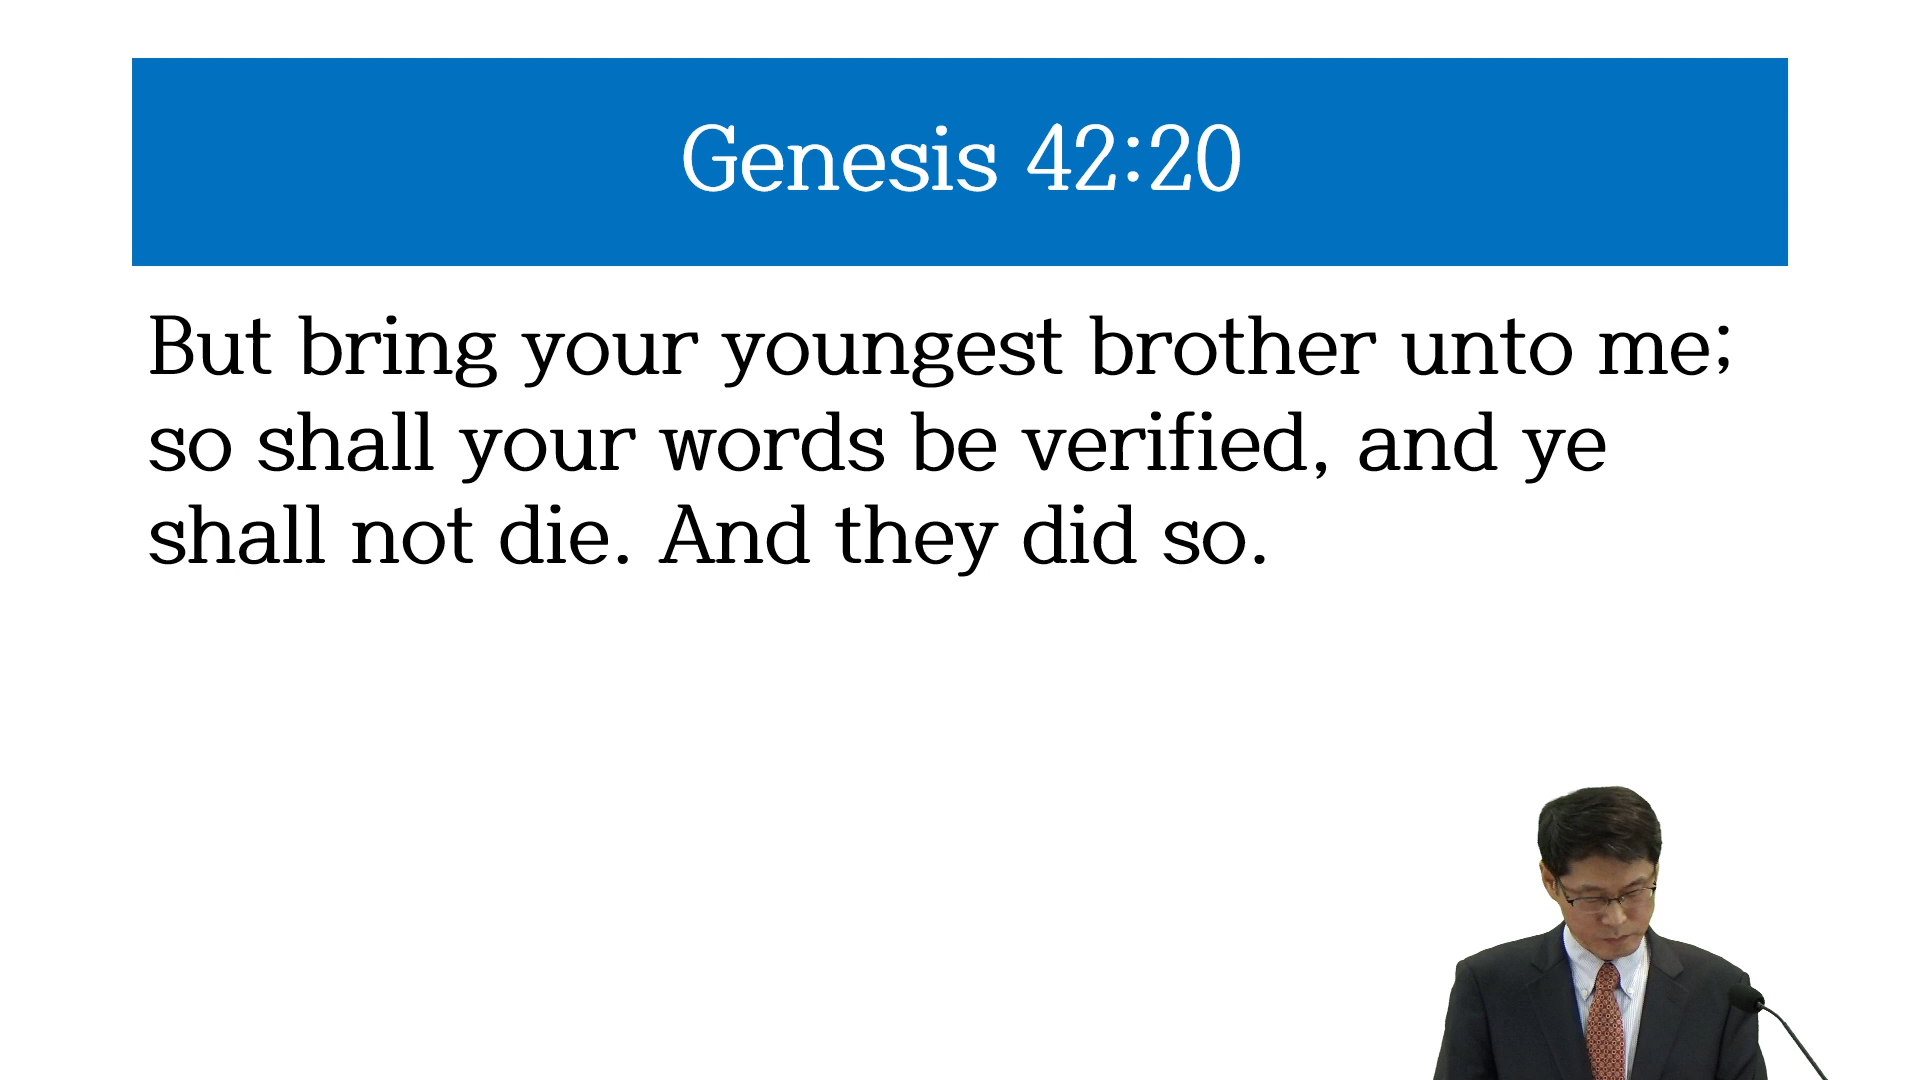 Genesis 42:20
But bring your youngest brother unto me;
so shall your words be verified, and ye
shall not die. And they did so.